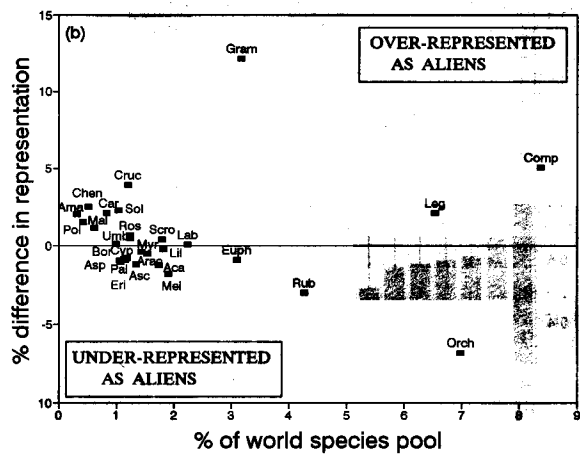 15
(b)
Gram
OVER-REPRESENTED
AS ALIENS
10
% difference in representation
Comp
5
Cruc
Chen
Car
Leg
Ama
Sol
Pol
Mal
Ros
Scro
Umb
Lab
0
Bor
Cyp
Myr
Lil
Euph
Asp
Pal
Arac
Aca
Eri
Asc
Mel
Rub
-5
Orch
UNDER-REPRESENTED
AS ALIENS
10
0 1 2 3 4 5 6 7 8 9
% of world species pool